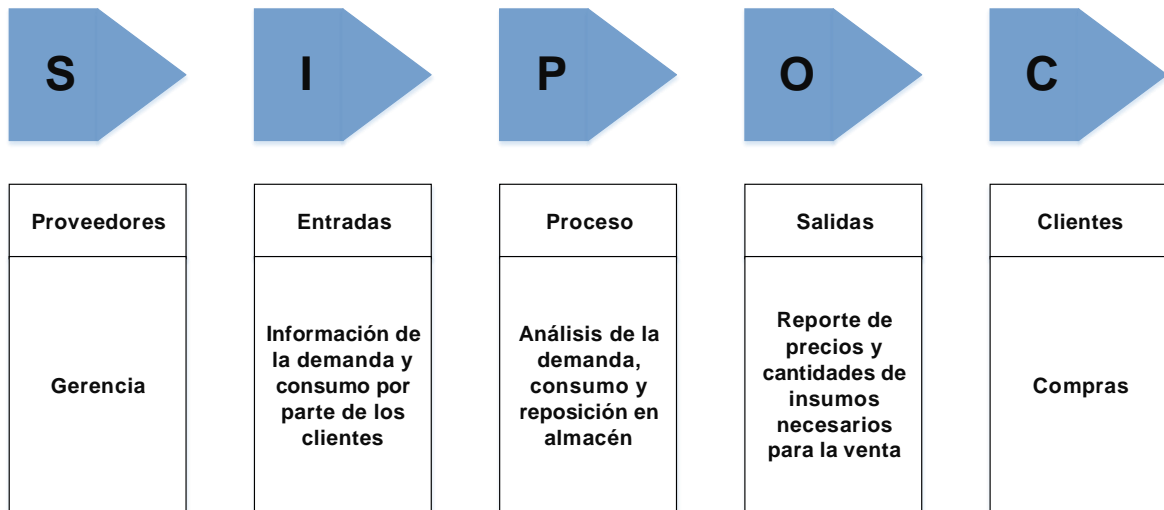 S
I
P
O
C
Proveedores
Entradas
Proceso
Salidas
Clientes
Gerencia
Información de
la demanda y
consumo por
parte de los
clientes
Análisis de la
demanda,
consumo y
reposición en
almacén
Reporte de
precios y
cantidades de
insumos
necesarios
para la venta
Compras